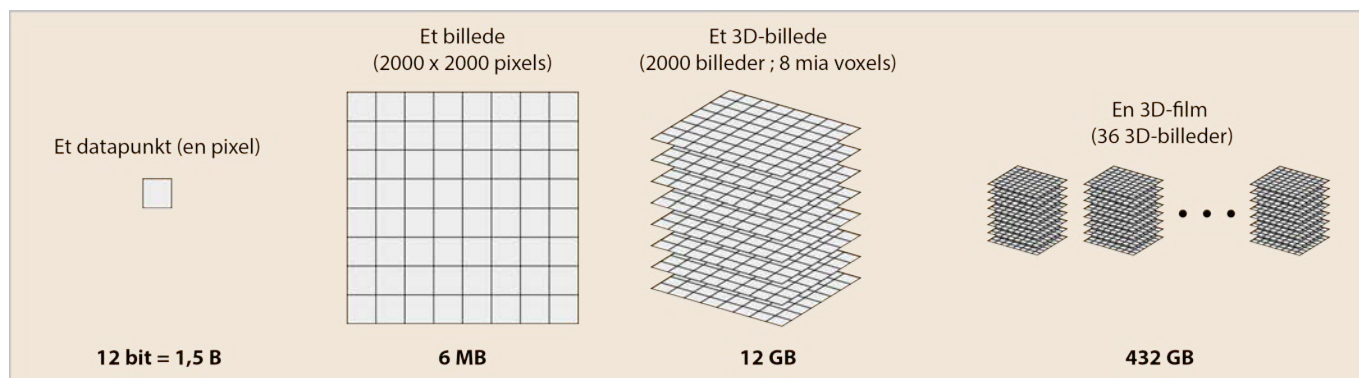 Et datapunkt (en pixel)
12 bit = 1,5 B
Et billede
(2000 x 2000 pixels)
6 MB
Et 3D-billede
(2000 billeder ; 8 mia voxels)
12 GB
En 3D-film
(36 3D-billeder)
432 GB